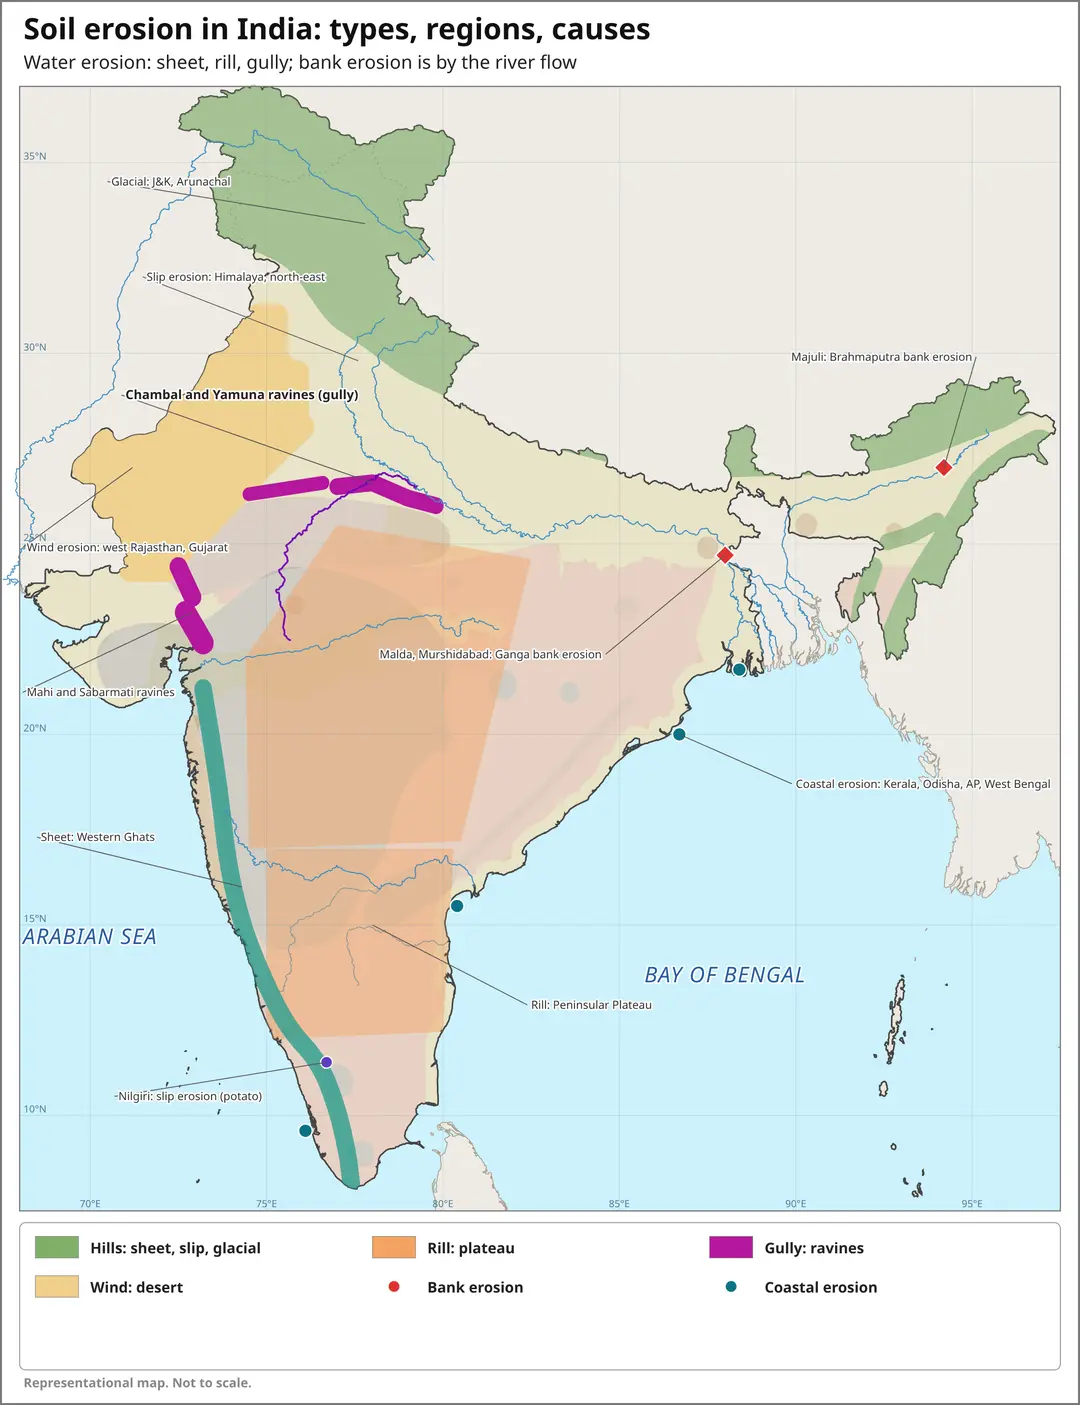 Soil erosion in India: types, regions, causes
Water erosion: sheet, rill, gully; bank erosion is by the river flow
35°N
Glacial: J&K, Arunachal
Slip erosion: Himalaya, north-east
30°N
Majuli: Brahmaputra bank erosion
Chambal and Yamuna ravines (gully)
25°N
Wind erosion: west Rajasthan, Gujarat
Malda, Murshidabad: Ganga bank erosion
Mahi and Sabarmati ravines
20°N
Coastal erosion: Kerala, Odisha, AP, West Bengal
Sheet: Western Ghats
15°N
ARABIAN SEA
BAY OF BENGAL
Rill: Peninsular Plateau
Nilgiri: slip erosion (potato)
10°N
70°E 75°E 80°E 85°E 90°E 95°E
Hills: sheet, slip, glacial
Rill: plateau
Gully: ravines
Wind: desert
Bank erosion
Coastal erosion
Representational map. Not to scale.